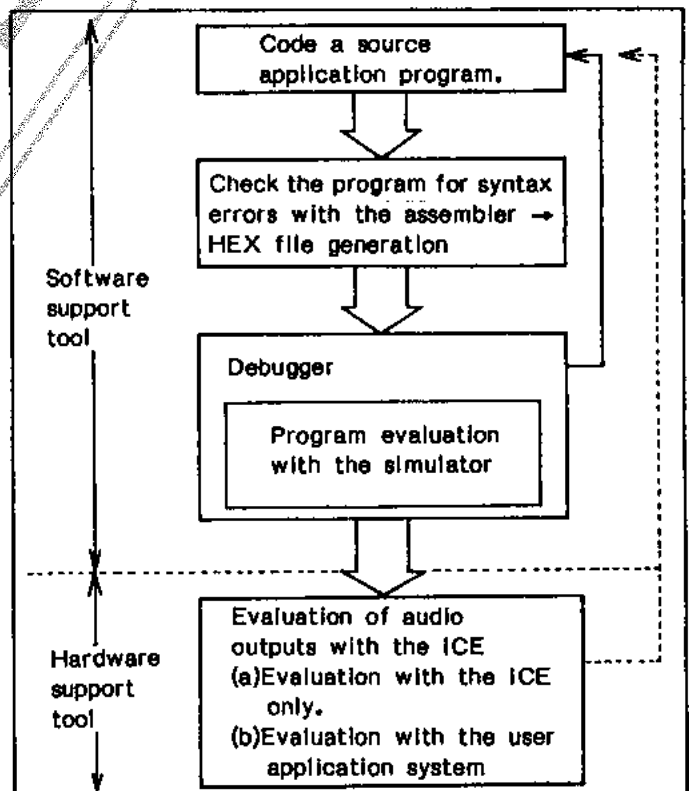 Code a source
application program.
Check the program for syntax
errors with the assembler →
HEX file generation
Software
support
tool
Debugger
Program evaluation
with the simulator
Hardware
support
tool
Evaluation of audio
outputs with the ICE
(a)Evaluation with the ICE
only.
(b)Evaluation with the user
application system